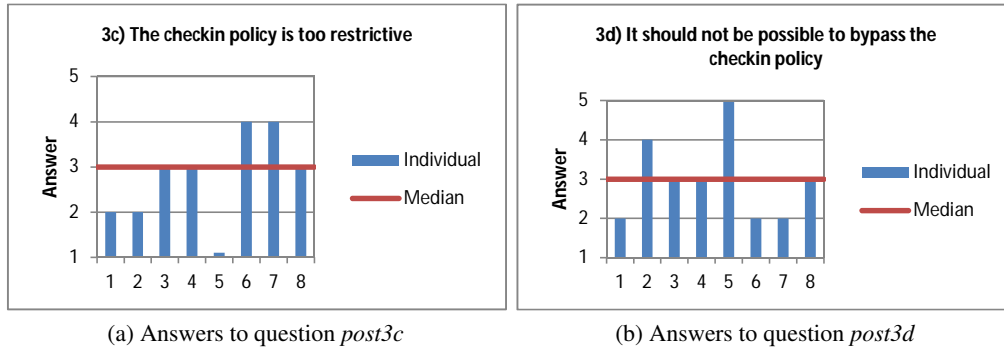 3c) The checkin policy is too restrictive
5
4
3
2
1
Answer
1 2 3 4 5 6 7 8
Individual
Median
(a) Answers to question post3c
3d) It should not be possible to bypass the
checkin policy
5
4
3
2
1
Answer
1 2 3 4 5 6 7 8
Individual
Median
(b) Answers to question post3d